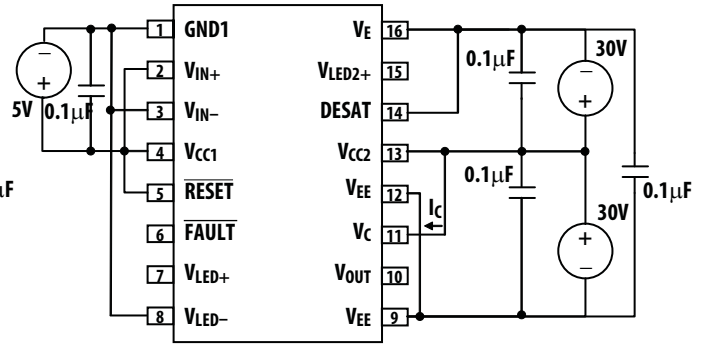 1 GND1
2 VIN+
3 VIN–
4 VCC1
5 RESET
6 FAULT
7 VLED+
8 VLED–
VE 16
VLED2+ 15
DESAT 14
VCC2 13
VEE 12
VC 11
VOUT 10
VEE 9
–
+
5V
0.1µF
µF
0.1µF
–
+
30V
0.1µF
+
–
30V
0.1µF
IC